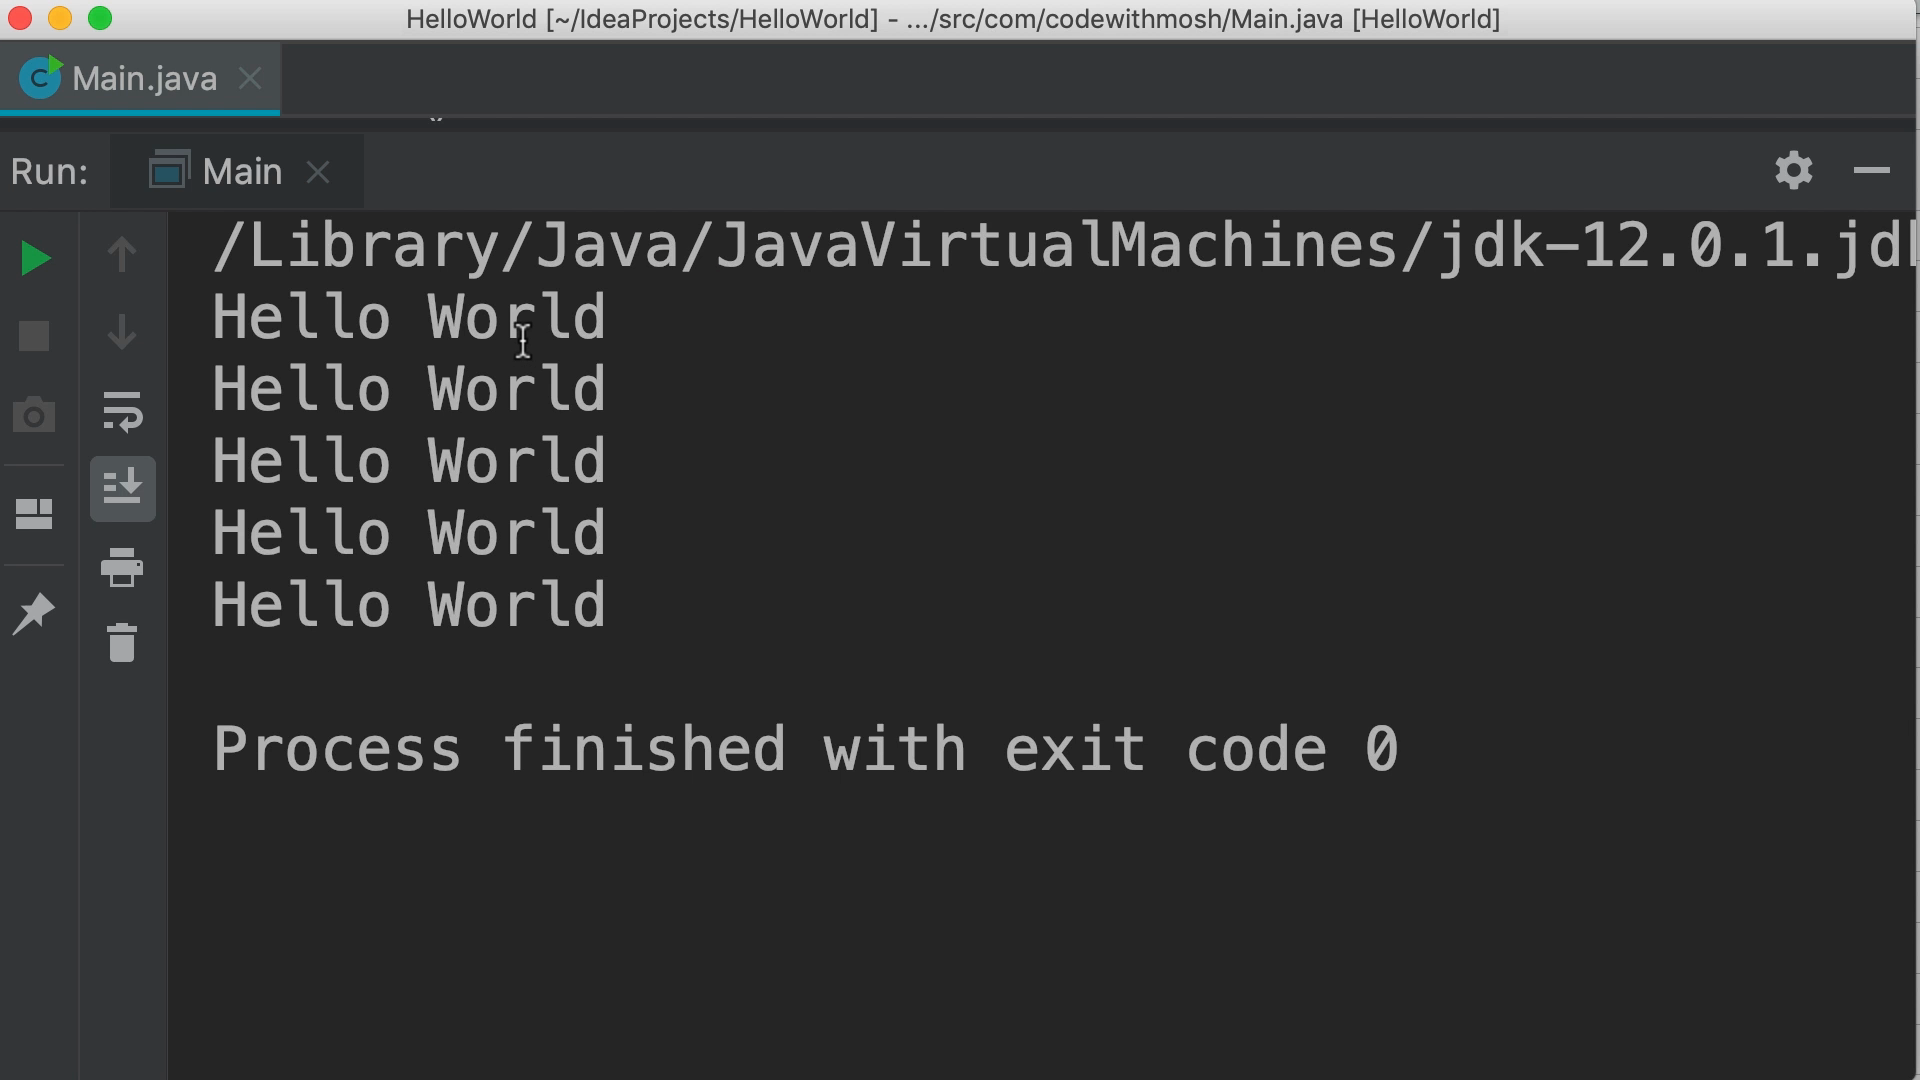 HelloWorld [~/IdeaProjects/HelloWorld] - .../src/com/codewithmosh/Main.java [HelloWorld]
Main.java
Run: Main
/Library/Java/JavaVirtualMachines/jdk-12.0.1.jd
Hello World
Hello World
Hello World
Hello World
Hello World
Process finished with exit code 0